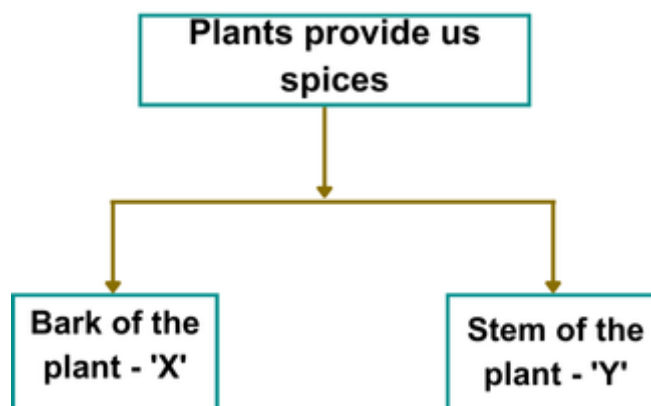 Plants provide us
spices
Bark of the
plant - 'X'
Stem of the
plant - 'Y'